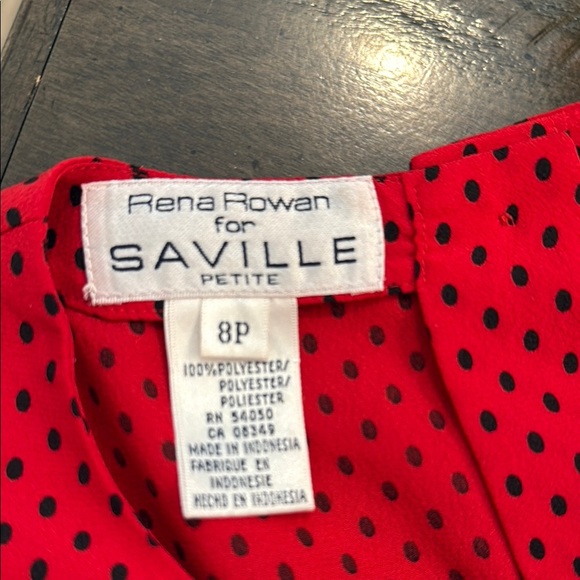 Rena Rowan
for
SAVILLE
PETITE
8P
100%POLYESTER/
POLYESTER/
POLIESTER
RN 54050
CA 08349
MADE IN INDONESIA
FABRIQUE EN
INDONESIE
HECHO EN INDONESIA